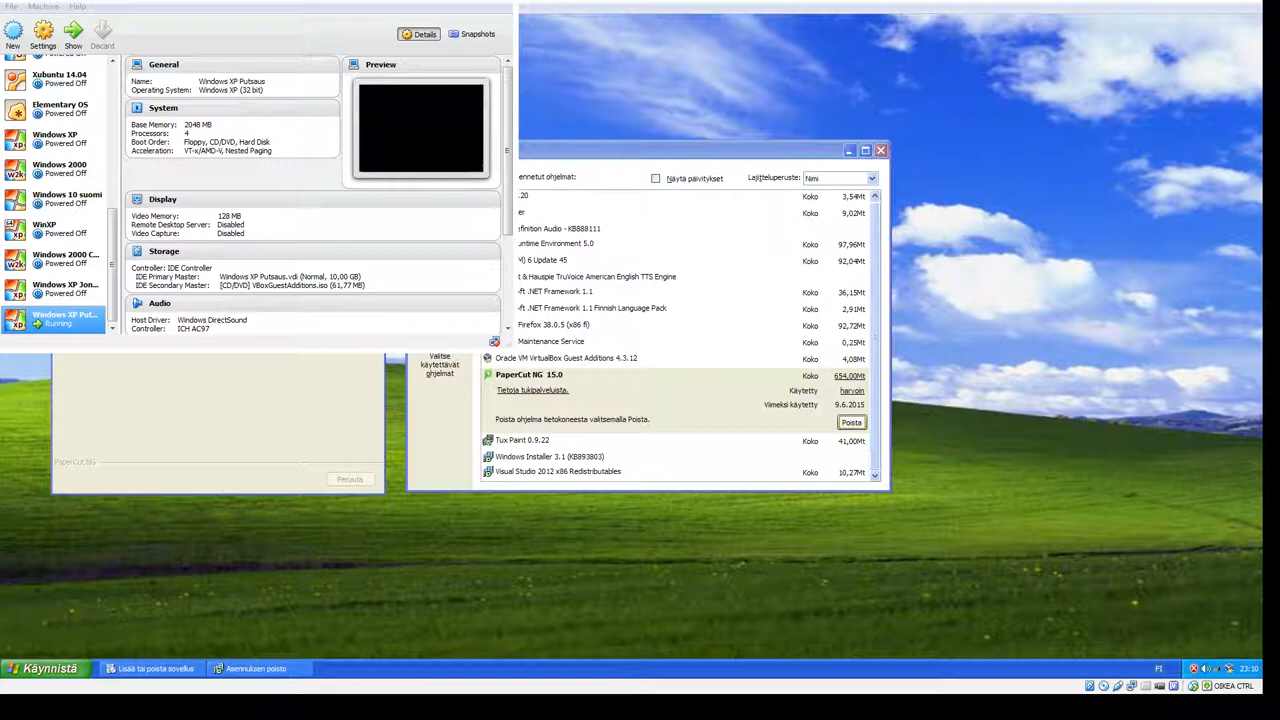 File Machine Help
New Settings Show Discard
Details Snapshots
Powered Off
Xubuntu 14.04
Powered Off
Elementary OS
Powered Off
Windows XP
Powered Off
Windows 2000
Powered Off
Windows 10 suomi
Powered Off
WinXP
Powered Off
Windows 2000 C...
Powered Off
Windows XP Jon...
Powered Off
Windows XP Put...
Running
General
Name: Windows XP Putsaus
Operating System: Windows XP (32 bit)
System
Base Memory: 2048 MB
Processors: 4
Boot Order: Floppy, CD/DVD, Hard Disk
Acceleration: VT-x/AMD-V, Nested Paging
Preview
Display
Video Memory: 128 MB
Remote Desktop Server: Disabled
Video Capture: Disabled
Storage
Controller: IDE Controller
IDE Primary Master: Windows XP Putsaus.vdi (Normal, 10,00 GB)
IDE Secondary Master: [CD/DVD] VBoxGuestAdditions.iso (61,77 MB)
Audio
Host Driver: Windows DirectSound
Controller: ICH AC97
ennetut ohjelmat: Näytä päivitykset Lajitteluperuste: Nimi
.20 Koko 3,54Mt
er Koko 9,02Mt
efinition Audio - KB888111
untime Environment 5.0 Koko 97,96Mt
M) 6 Update 45 Koko 92,04Mt
& Hauspie TruVoice American English TTS Engine
ft .NET Framework 1.1 Koko 36,15Mt
ft .NET Framework 1.1 Finnish Language Pack Koko 2,91Mt
Firefox 38.0.5 (x86 fi) Koko 92,72Mt
Maintenance Service Koko 0,25Mt
Oracle VM VirtualBox Guest Additions 4.3.12 Koko 4,08Mt
PaperCut NG 15.0 Koko 654,00Mt
Tietoja tukipalveluista. Käytetty harvoin
Viimeksi käytetty 9.6.2015
Poista ohjelma tietokoneesta valitsemalla Poista. Poista
Tux Paint 0.9.22 Koko 41,00Mt
Windows Installer 3.1 (KB893803)
Visual Studio 2012 x86 Redistributables Koko 10,27Mt
Valitse
käytettävät
ohjelmat
PaperCut NG
Peruuta
Käynnistä Lisää tai poista sovellus Asennuksen poisto FI 23:10
OIKEA CTRL